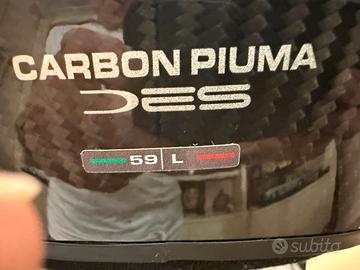 CARBON PIUMA
DES
59 L
subito